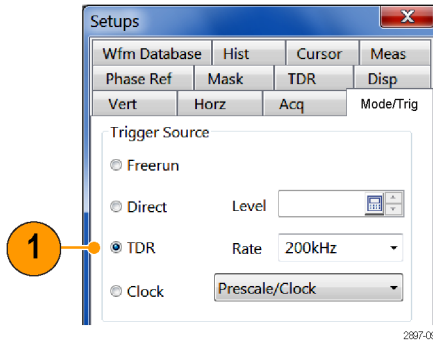 Setups
Wfm Database Hist Cursor Meas
Phase Ref Mask TDR Disp
Vert Horz Acq Mode/Trig
Trigger Source
Freerun
Direct Level
1 TDR Rate 200kHz
Clock Prescale/Clock